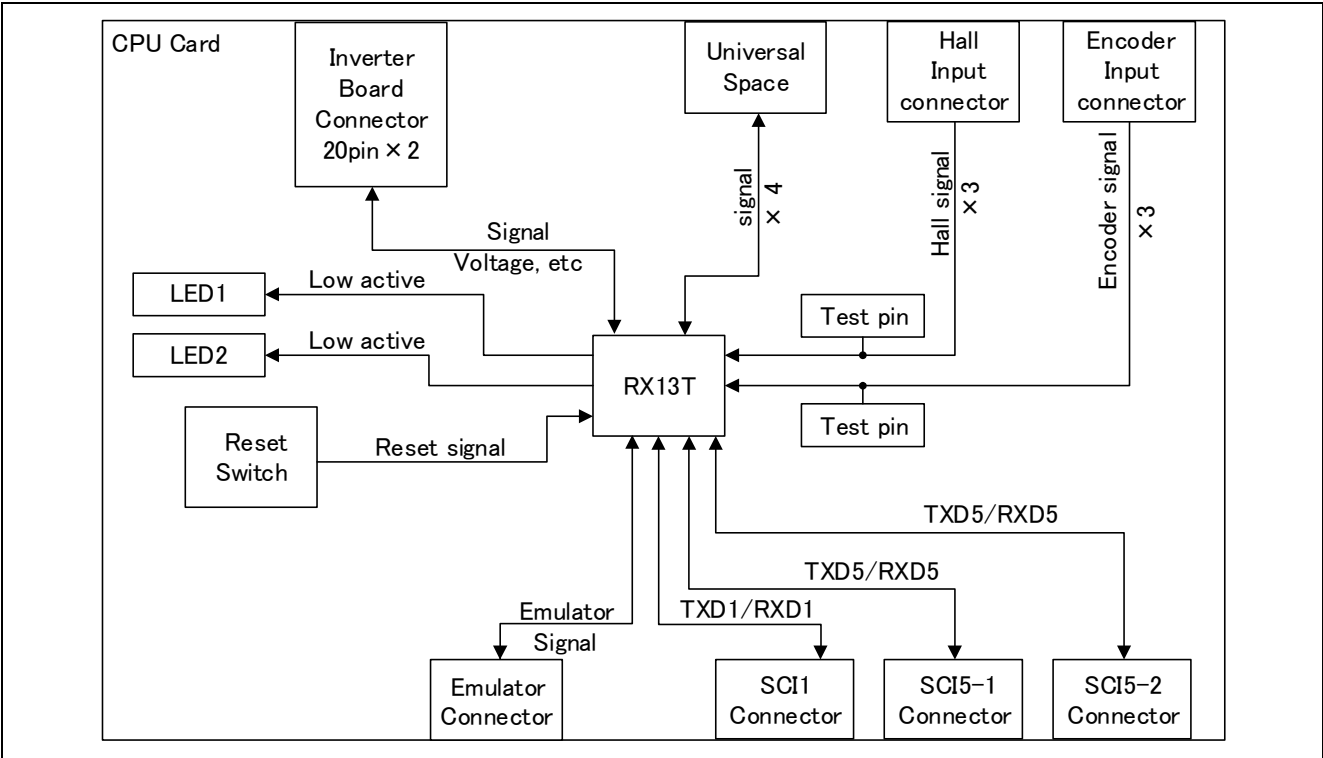 CPU Card
Inverter
Board
Connector
20pin × 2
Universal
Space
Hall
Input
connector
Encoder
Input
connector
signal
× 4
Hall signal
×3
Encoder signal
×3
Signal
Voltage, etc
LED1
Low active
LED2
Low active
Test pin
RX13T
Test pin
Reset
Switch
Reset signal
TXD5/RXD5
TXD5/RXD5
TXD1/RXD1
Emulator
Signal
Emulator
Connector
SCI1
Connector
SCI5-1
Connector
SCI5-2
Connector